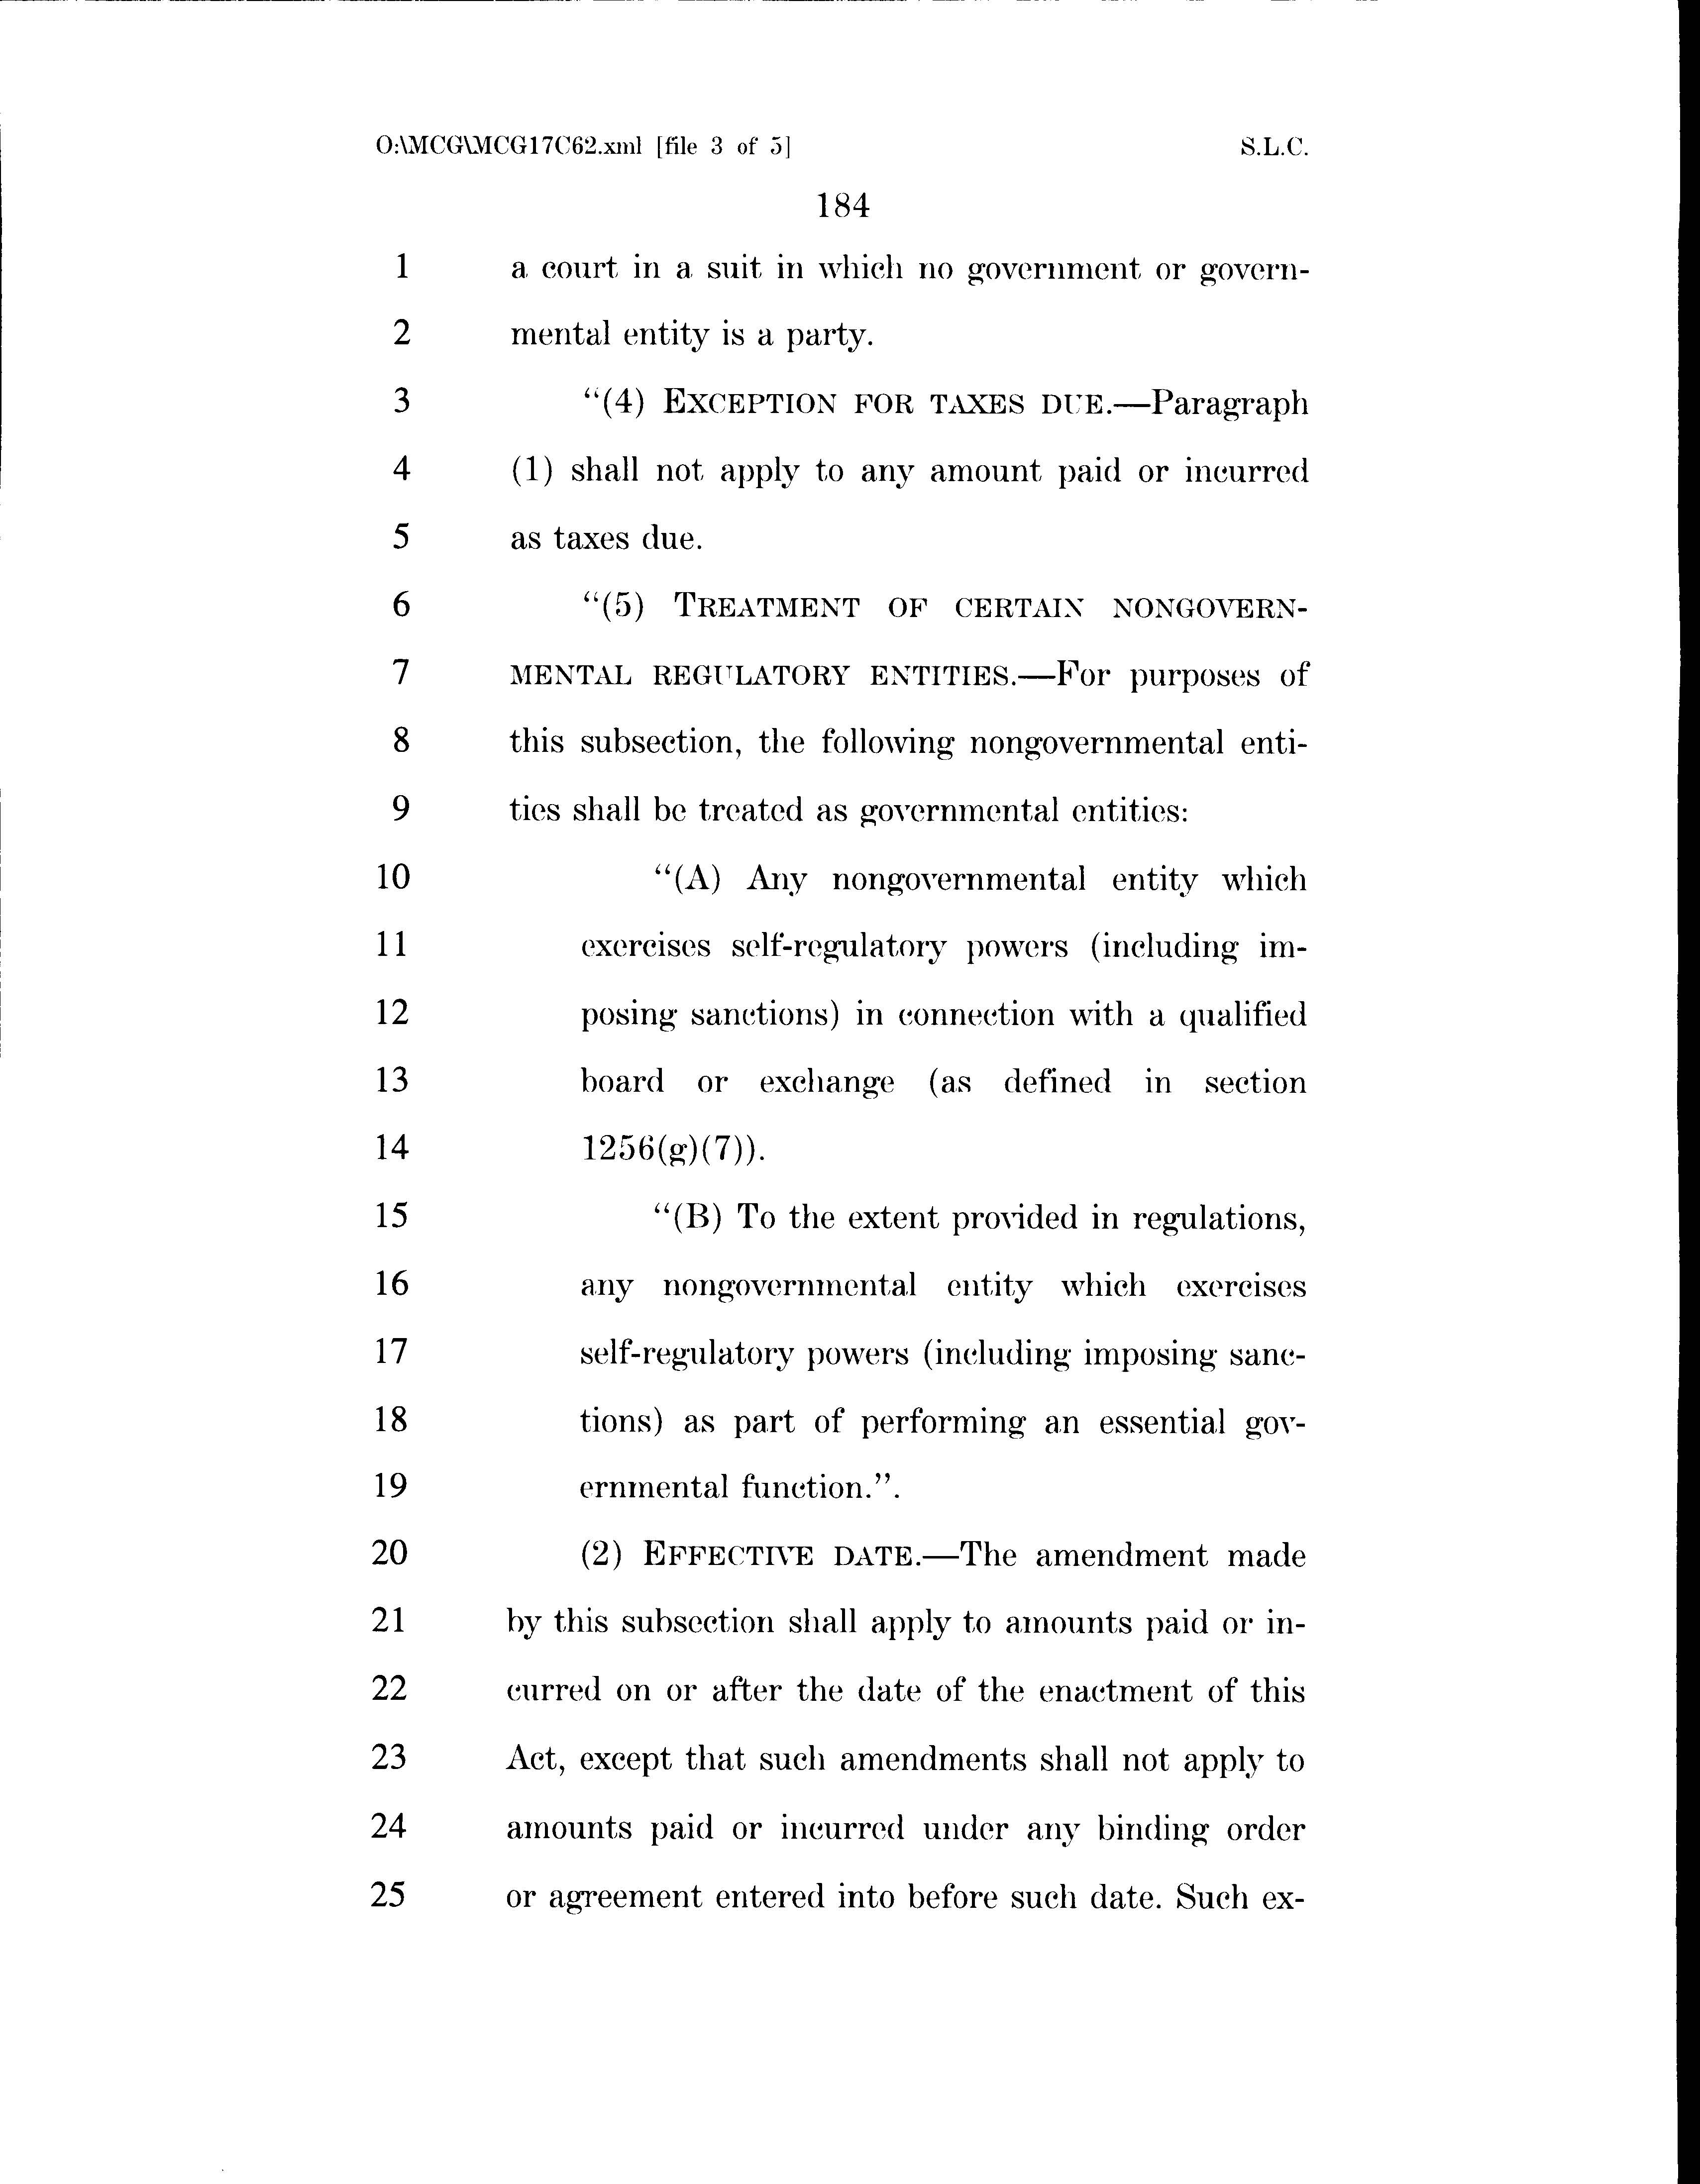 O:\MCG\MCG17C62.xml [file 3 of 5] S.L.C.
184
1 a court in a suit in which no government or govern-
2 mental entity is a party.
3 “(4) EXCEPTION FOR TAXES DUE.—Paragraph
4 (1) shall not apply to any amount paid or incurred
5 as taxes due.
6 “(5) TREATMENT OF CERTAIN NONGOVERN-
7 MENTAL REGULATORY ENTITIES.—For purposes of
8 this subsection, the following nongovernmental enti-
9 ties shall be treated as governmental entities:
10 “(A) Any nongovernmental entity which
11 exercises self-regulatory powers (including im-
12 posing sanctions) in connection with a qualified
13 board or exchange (as defined in section
14 1256(g)(7)).
15 “(B) To the extent provided in regulations,
16 any nongovernmental entity which exercises
17 self-regulatory powers (including imposing sanc-
18 tions) as part of performing an essential gov-
19 ernmental function.”.
20 (2) EFFECTIVE DATE.—The amendment made
21 by this subsection shall apply to amounts paid or in-
22 curred on or after the date of the enactment of this
23 Act, except that such amendments shall not apply to
24 amounts paid or incurred under any binding order
25 or agreement entered into before such date. Such ex-